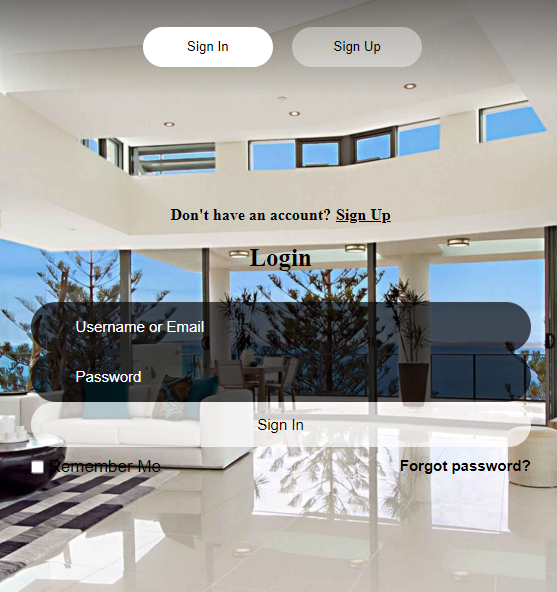 Sign In Sign Up
Don't have an account? Sign Up
Login
Username or Email
Password
Sign In
Remember Me Forgot password?